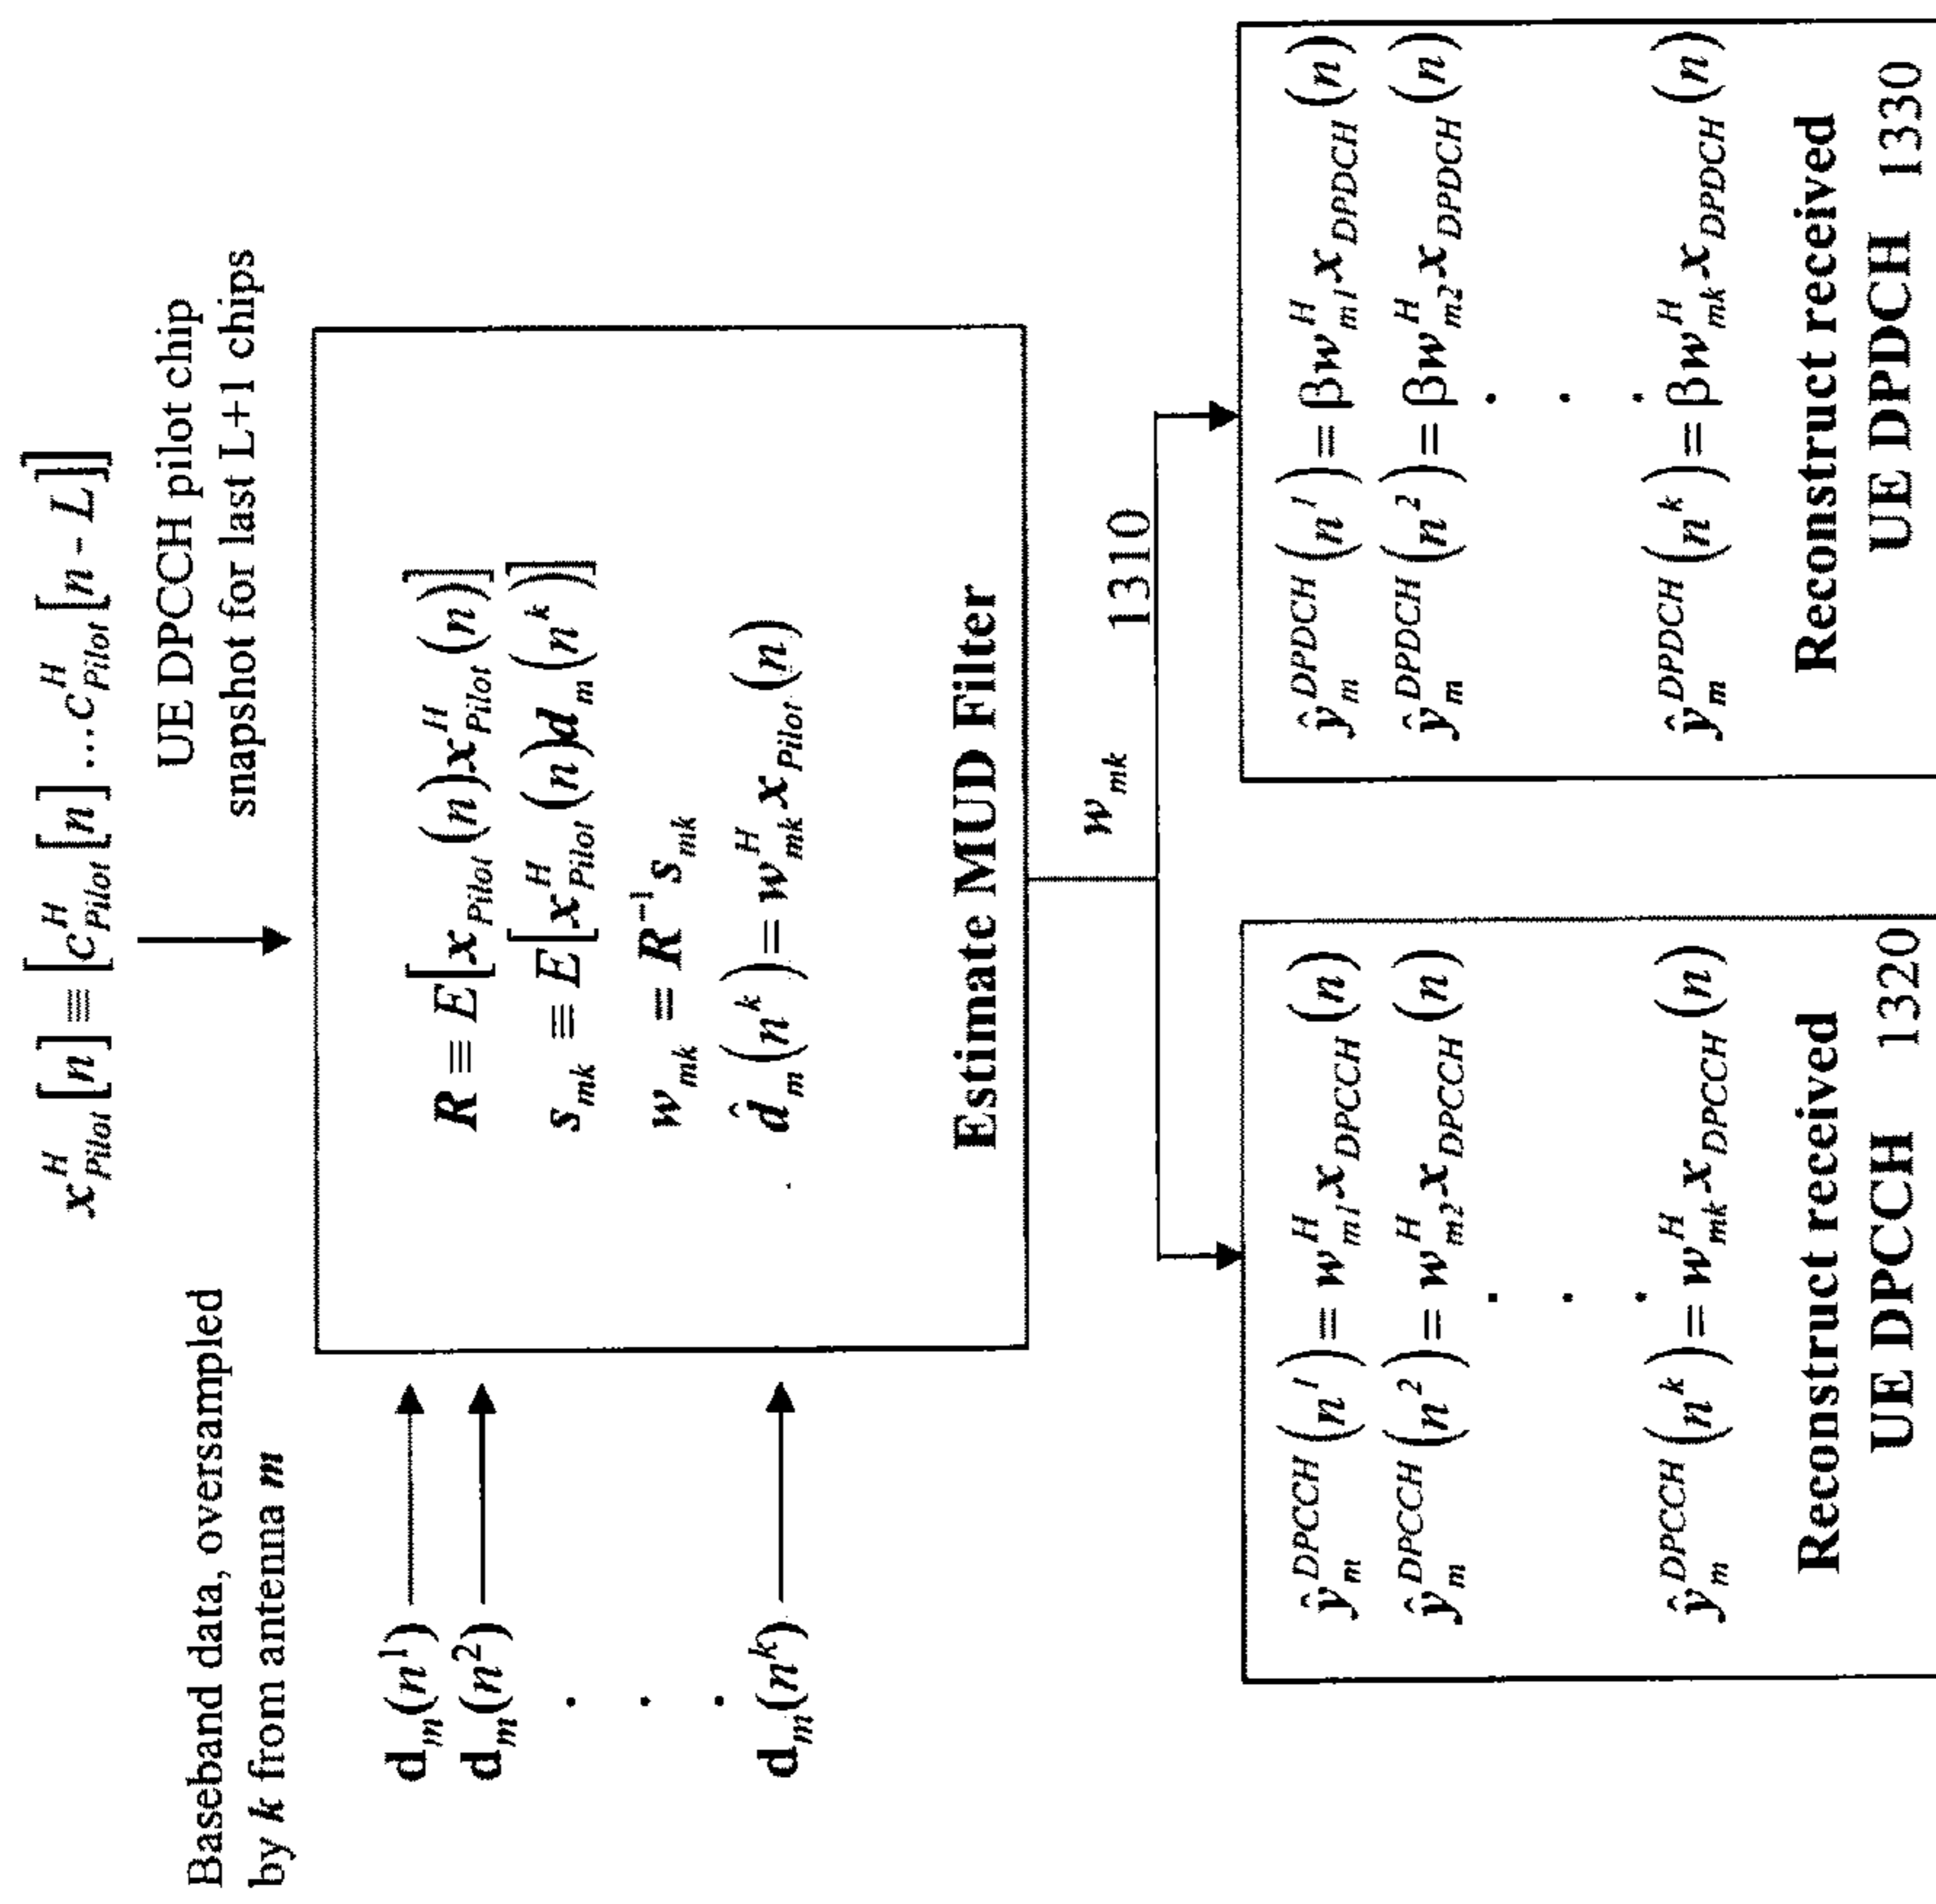 x^H_Pilot[n] ≡ [c^H_Pilot[n] ...c^H_Pilot[n - L]]
UE DPCCH pilot chip
snapshot for last L+1 chips
Baseband data, oversampled
by k from antenna m
d_m(n^1)
d_m(n^2)
.
.
.
d_m(n^k)
R ≡ E[x_Pilot(n)x^H_Pilot(n)]
s_mk ≡ E[x^H_Pilot(n)d_m(n^k)]
w_mk = R^-1 s_mk
d̂_m(n^k) = w^H_mk x_Pilot(n)
Estimate MUD Filter
w_mk 1310
ŷ^DPCCH_m(n^1) = w^H_m1 x_DPCCH(n)
ŷ^DPCCH_m(n^2) = w^H_m2 x_DPCCH(n)
.
.
.
ŷ^DPCCH_m(n^k) = w^H_mk x_DPCCH(n)
Reconstruct received
UE DPCCH 1320
ŷ^DPDCH_m(n^1) = βw^H_m1 x_DPDCH(n)
ŷ^DPDCH_m(n^2) = βw^H_m2 x_DPDCH(n)
.
.
.
ŷ^DPDCH_m(n^k) = βw^H_mk x_DPDCH(n)
Reconstruct received
UE DPDCH 1330